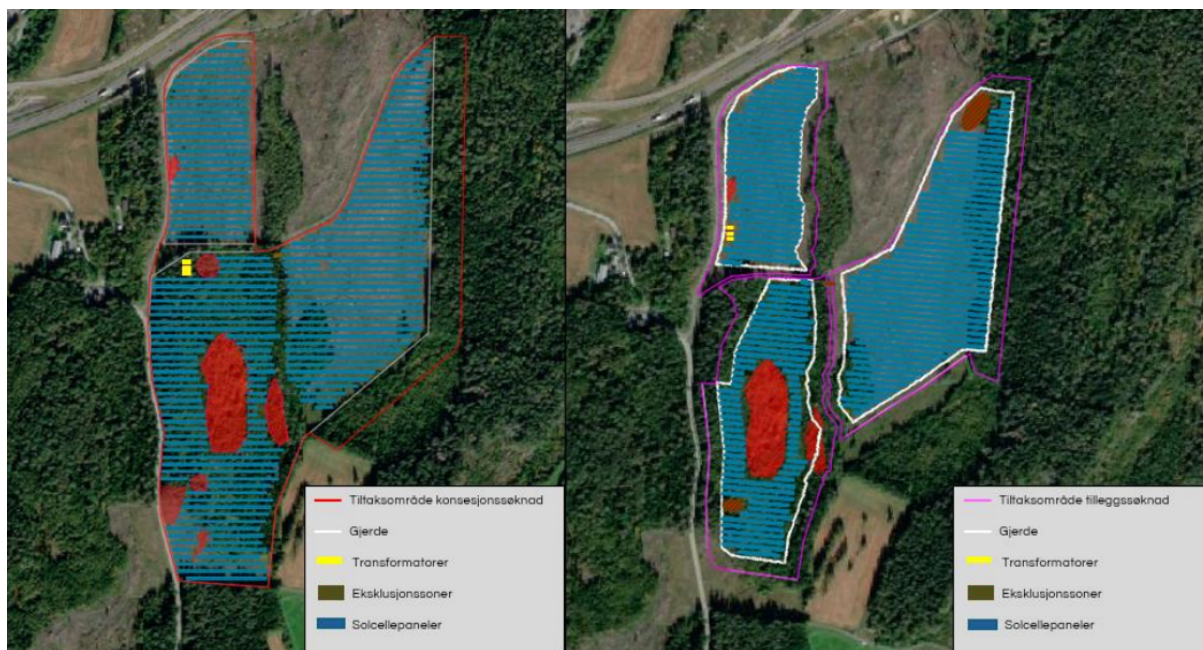 Tiltaksområde konsesjonssøknad
Gjerde
Transformatorer
Eksklusjonssoner
Solcellepaneler
Tiltaksområde tilleggssøknad
Gjerde
Transformatorer
Eksklusjonssoner
Solcellepaneler